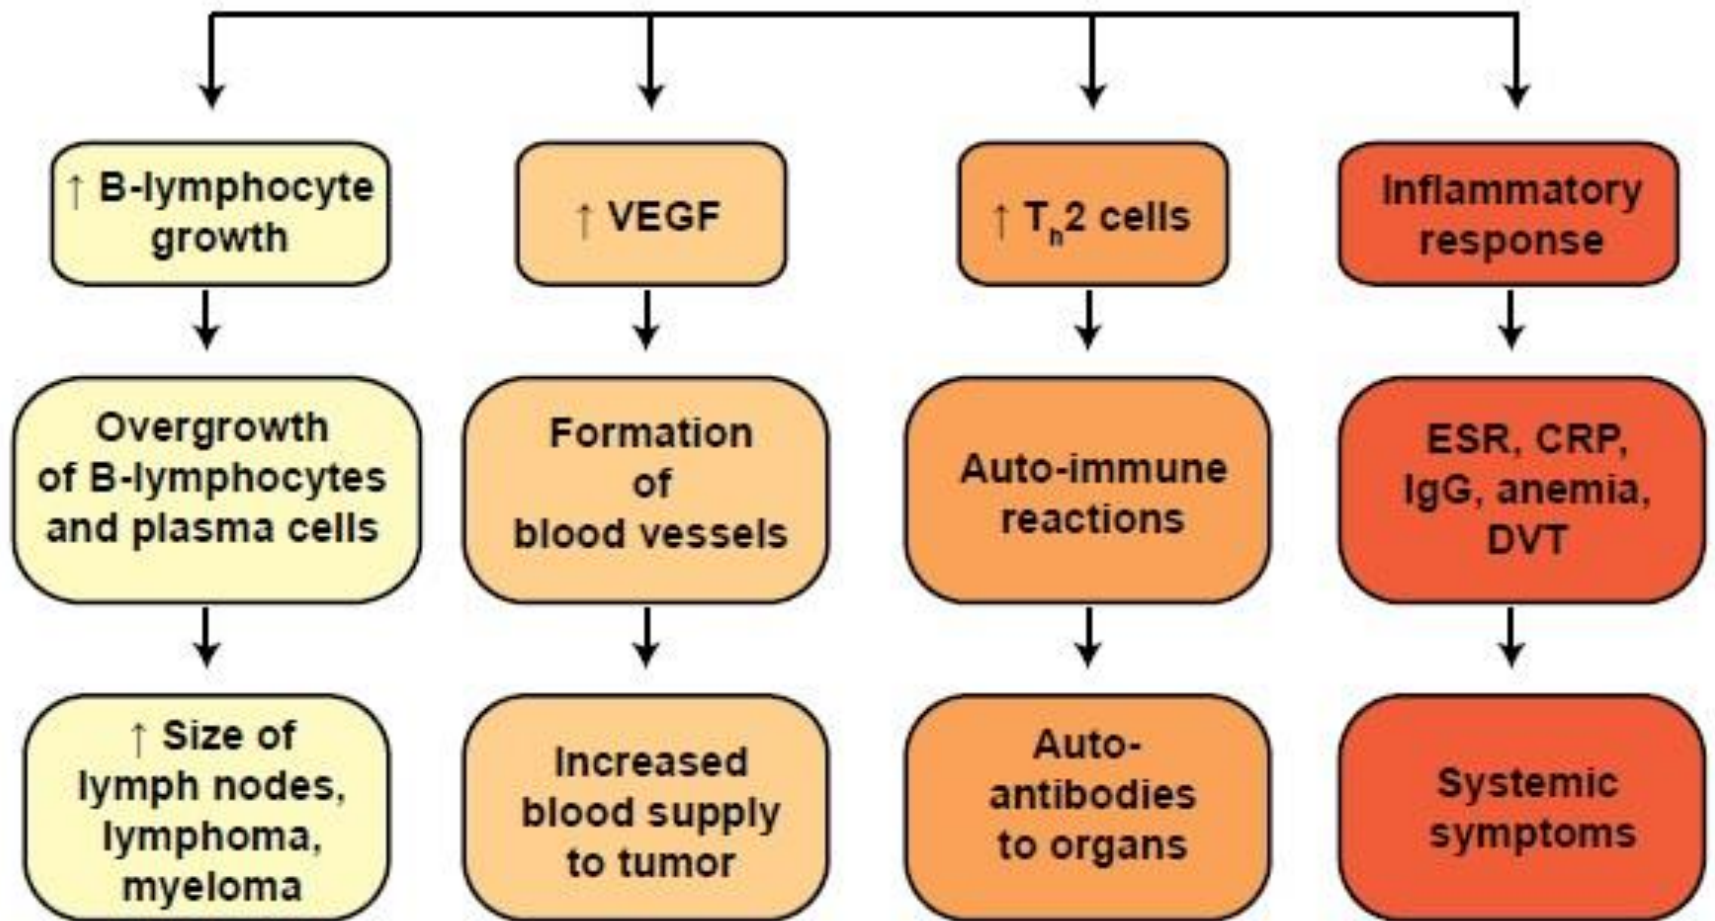 ↑ B-lymphocyte
growth
↑ VEGF
↑ Tₕ2 cells
Inflammatory
response
Overgrowth
of B-lymphocytes
and plasma cells
Formation
of
blood vessels
Auto-immune
reactions
ESR, CRP,
IgG, anemia,
DVT
↑ Size of
lymph nodes,
lymphoma,
myeloma
Increased
blood supply
to tumor
Auto-
antibodies
to organs
Systemic
symptoms